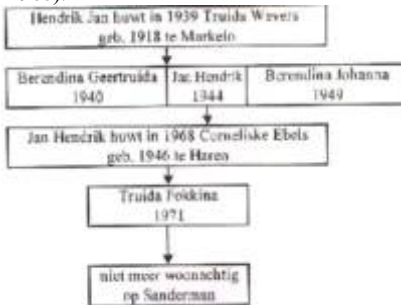 Hendrik Jan huwt in 1939 Truida Wevers
geb. 1918 te Markelo
Berendina Geertruida
1940
Jan Hendrik
1944
Berendina Johanna
1949
Jan Hendrik huwt in 1968 Corneliske Ebels
geb. 1946 te Haren
Truida Fokkina
1971
niet meer woonachtig
op Sanderman